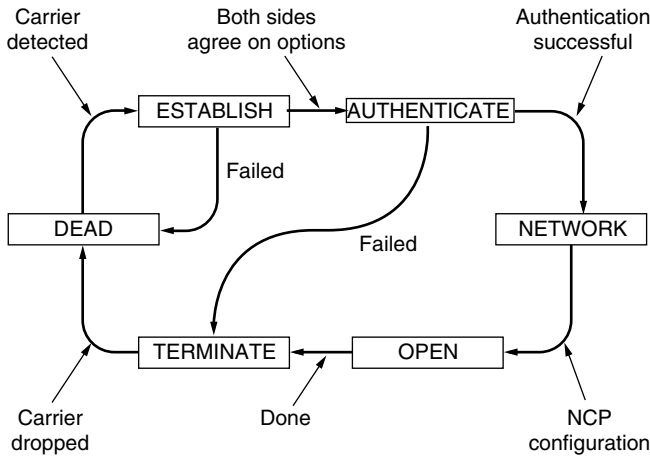 Carrier
detected
Both sides
agree on options
Authentication
successful
ESTABLISH
AUTHENTICATE
Failed
DEAD
NETWORK
Failed
TERMINATE
OPEN
Carrier
dropped
Done
NCP
configuration